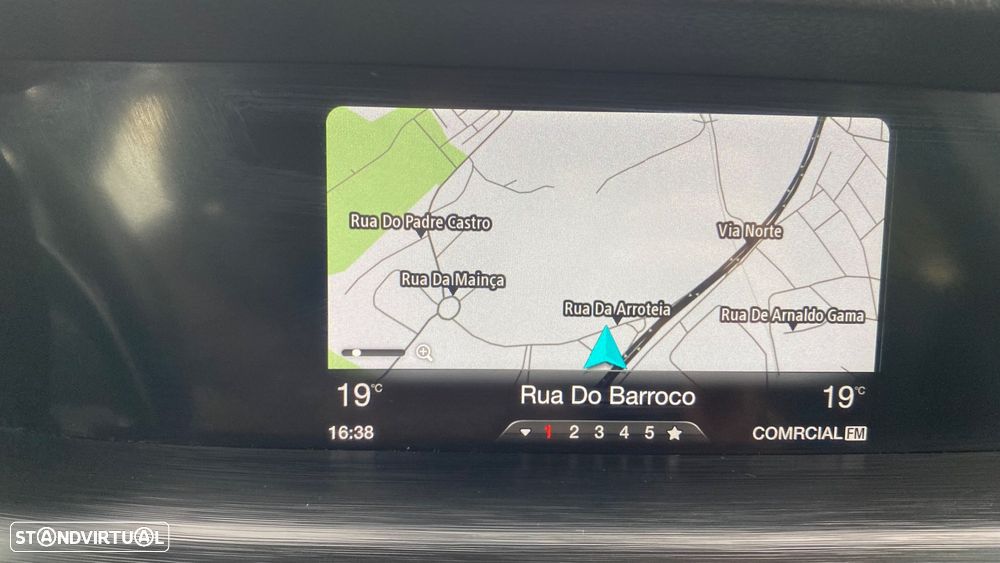 Rua Do Padre Castro
Via Norte
Rua Da Mainça
Rua Da Arroteia
Rua De Arnaldo Gama
19°C
Rua Do Barroco
19°C
16:38
1 2 3 4 5
COMRCIAL FM
STANDVIRTUAL